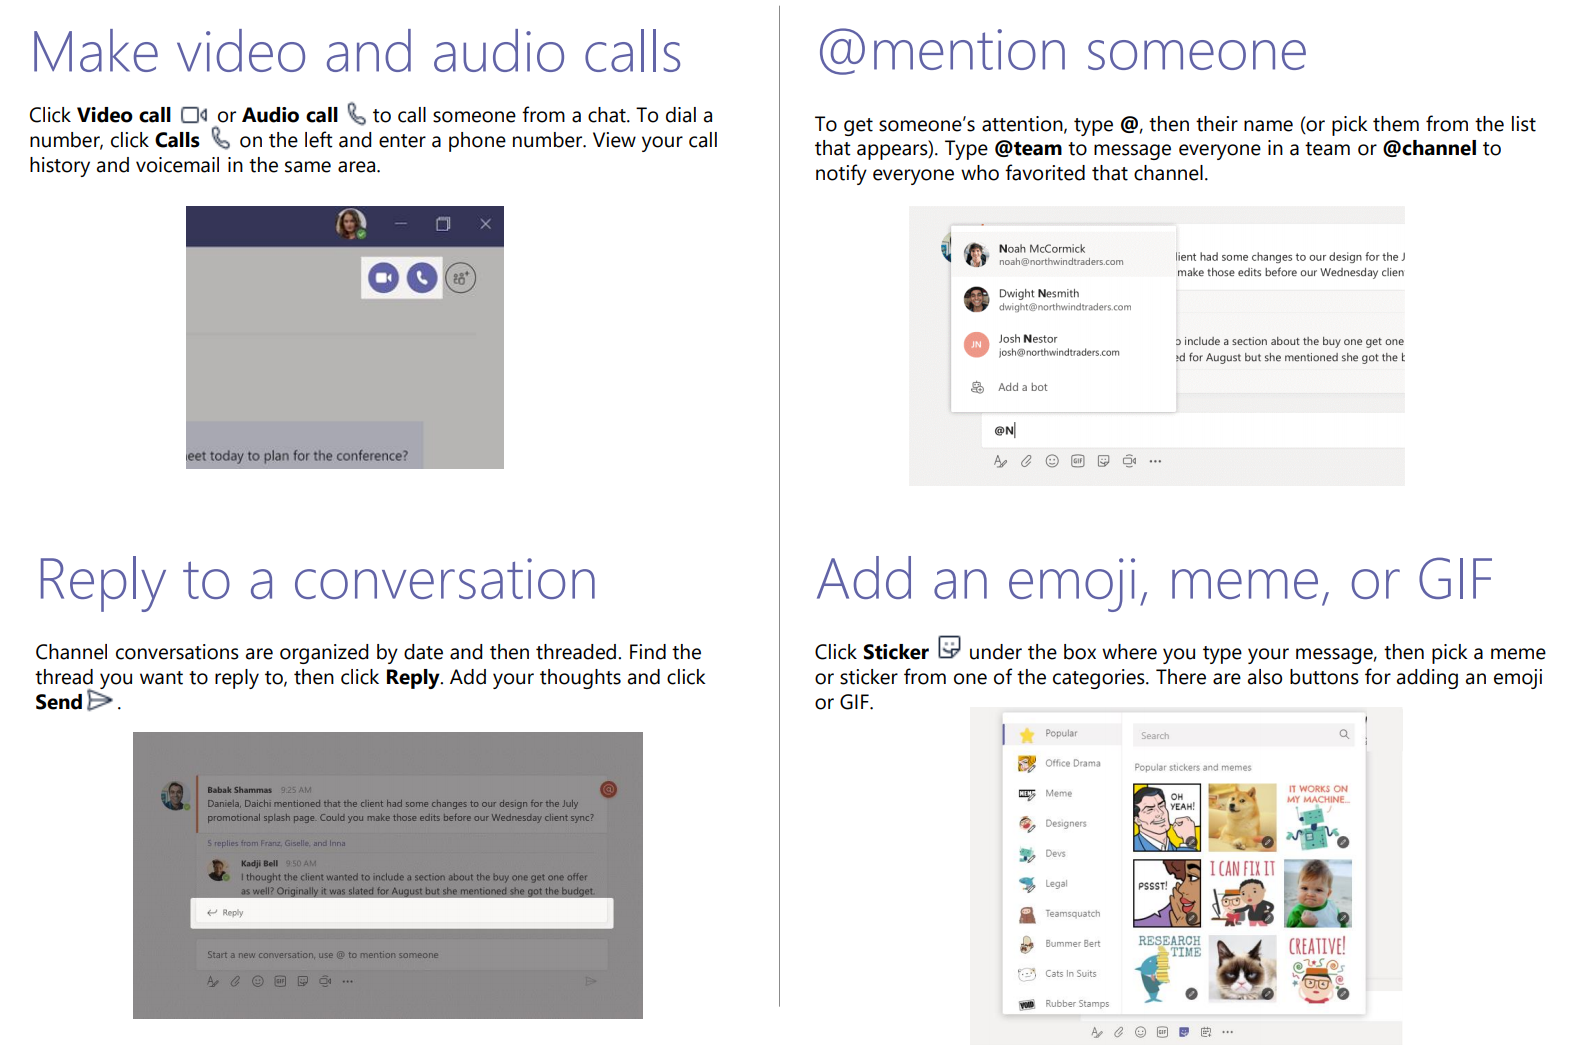 Make video and audio calls
Click Video call or Audio call to call someone from a chat. To dial a
number, click Calls on the left and enter a phone number. View your call
history and voicemail in the same area.
eet today to plan for the conference?
@mention someone
To get someone's attention, type @, then their name (or pick them from the list
that appears). Type @team to message everyone in a team or @channel to
notify everyone who favorited that channel.
Noah McCormick
noah@northwindtraders.com
Dwight Nesmith
dwight@northwindtraders.com
JN
Josh Nestor
josh@northwindtraders.com
Add a bot
lient had some changes to our design for the J
make those edits before our Wednesday clien
o include a section about the buy one get one
ed for August but she mentioned she got the b
@N
GIF
Reply to a conversation
Channel conversations are organized by date and then threaded. Find the
thread you want to reply to, then click Reply. Add your thoughts and click
Send .
Babak Shammas 9:25 AM
@
Daniela, Daichi mentioned that the client had some changes to our design for the July
promotional splash page. Could you make those edits before our Wednesday client sync?
5 replies from Franz, Giselle, and Inna
Kadji Bell 9:50 AM
I thought the client wanted to include a section about the buy one get one offer
as well? Originally it was slated for August but she mentioned she got the budget.
Reply
Start a new conversation, use @ to mention someone
GIF
Add an emoji, meme, or GIF
Click Sticker under the box where you type your message, then pick a meme
or sticker from one of the categories. There are also buttons for adding an emoji
or GIF.
Popular
Office Drama
MEME
Meme
Designers
Devs
Legal
Teamsquatch
Bummer Bert
Cats In Suits
VOID
Rubber Stamps
Search
Popular stickers and memes
OH
YEAH!
IT WORKS ON
MY MACHINE...
PSSST!
I CAN FIX IT
RESEARCH
TIME
CREATIVE!
GIF